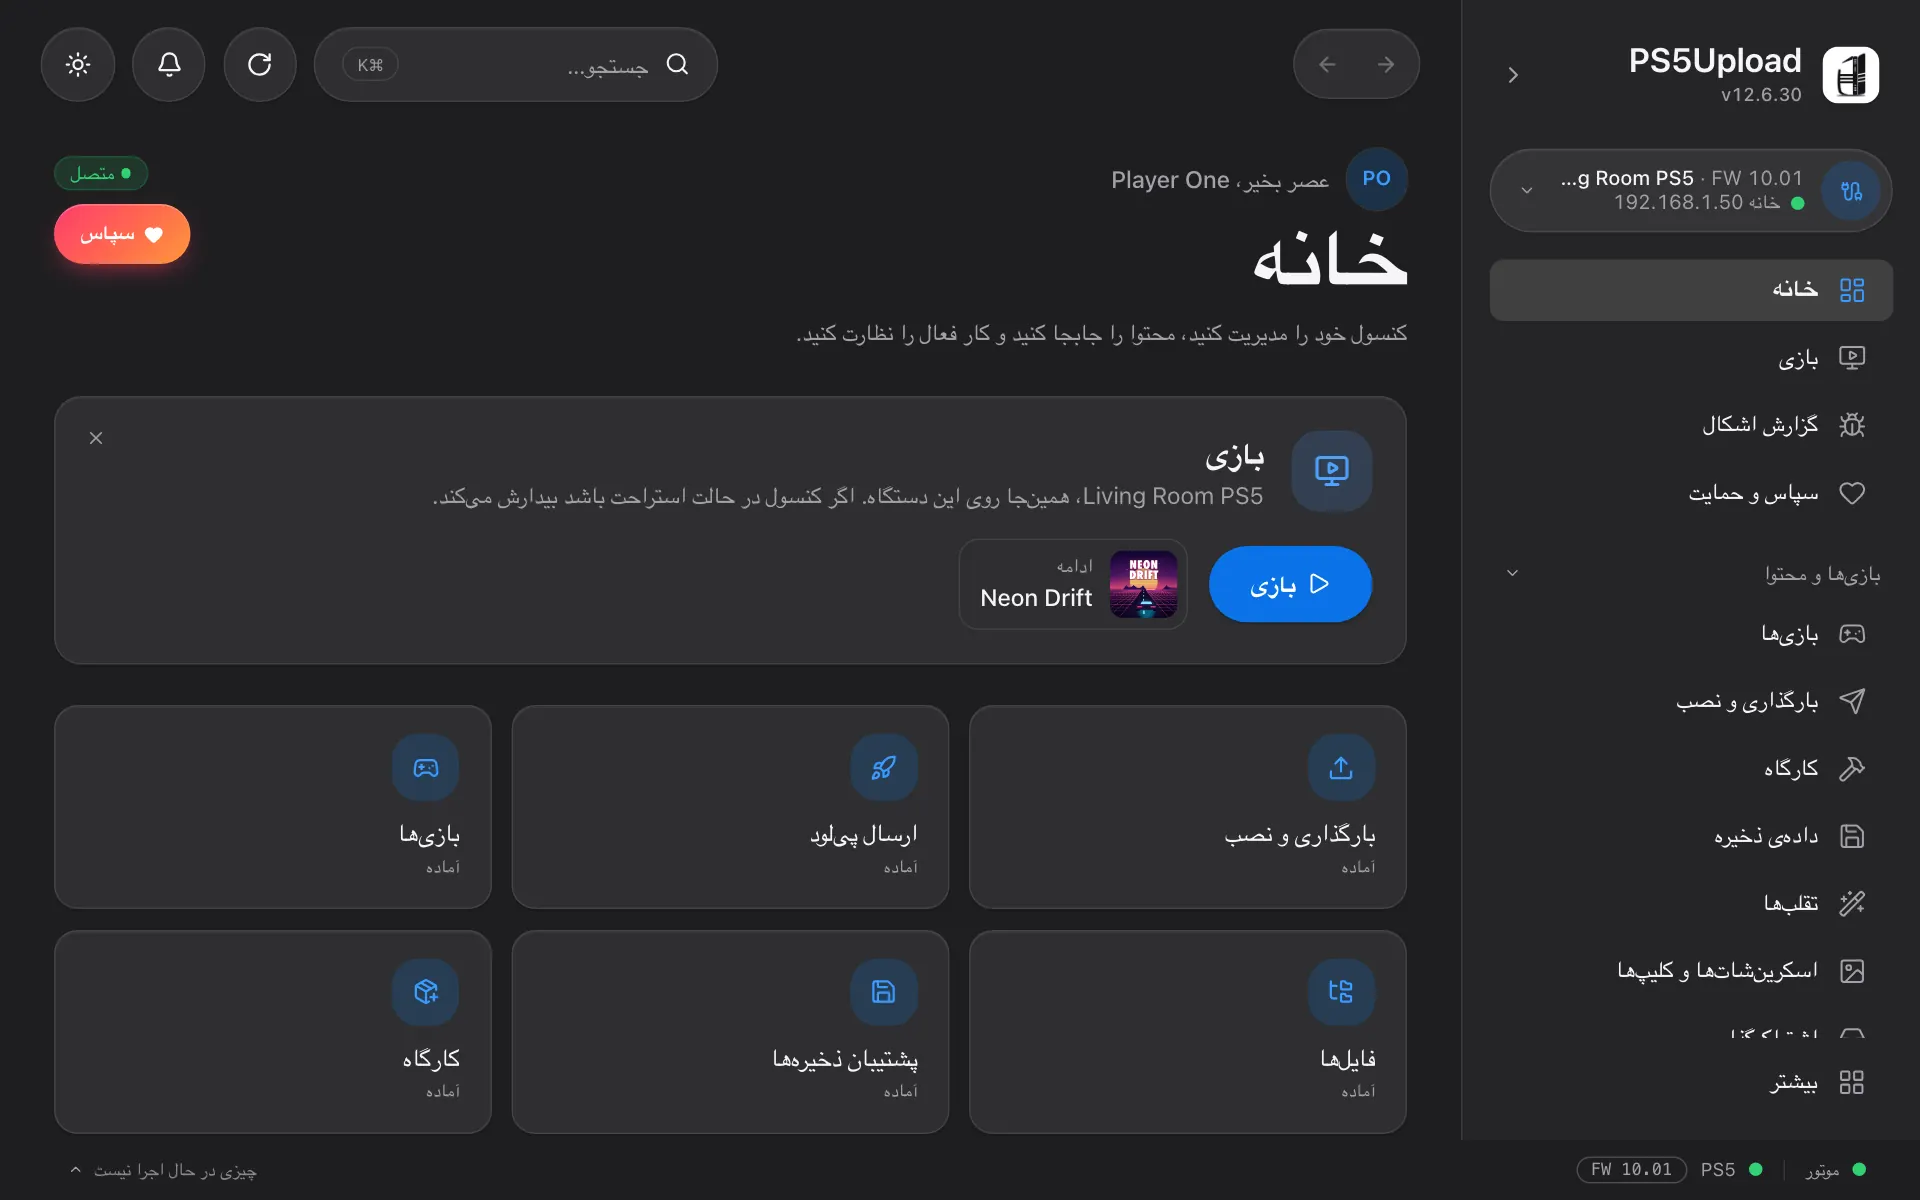 PS5Upload
v12.6.30
...g Room PS5 · FW 10.01
خانه 192.168.1.50
خانه
بازی
گزارش اشکال
سپاس و حمایت
بازی‌ها و محتوا
بازی‌ها
بارگذاری و نصب
کارگاه
داده‌ی ذخیره
تقلب‌ها
اسکرین‌شات‌ها و کلیپ‌ها
بیشتر
موتور
PS5
FW 10.01
جستجو...
⌘K
عصر بخیر، Player One
PO
متصل
سپاس
خانه
کنسول خود را مدیریت کنید، محتوا را جابجا کنید و کار فعال را نظارت کنید.
بازی
Living Room PS5، همین‌جا روی این دستگاه. اگر کنسول در حالت استراحت باشد بیدارش می‌کند.
بازی
ادامه
Neon Drift
NEON
DRIFT
بارگذاری و نصب
آماده
ارسال پی‌لود
آماده
بازی‌ها
آماده
فایل‌ها
آماده
پشتیبان ذخیره‌ها
آماده
کارگاه
آماده
چیزی در حال اجرا نیست